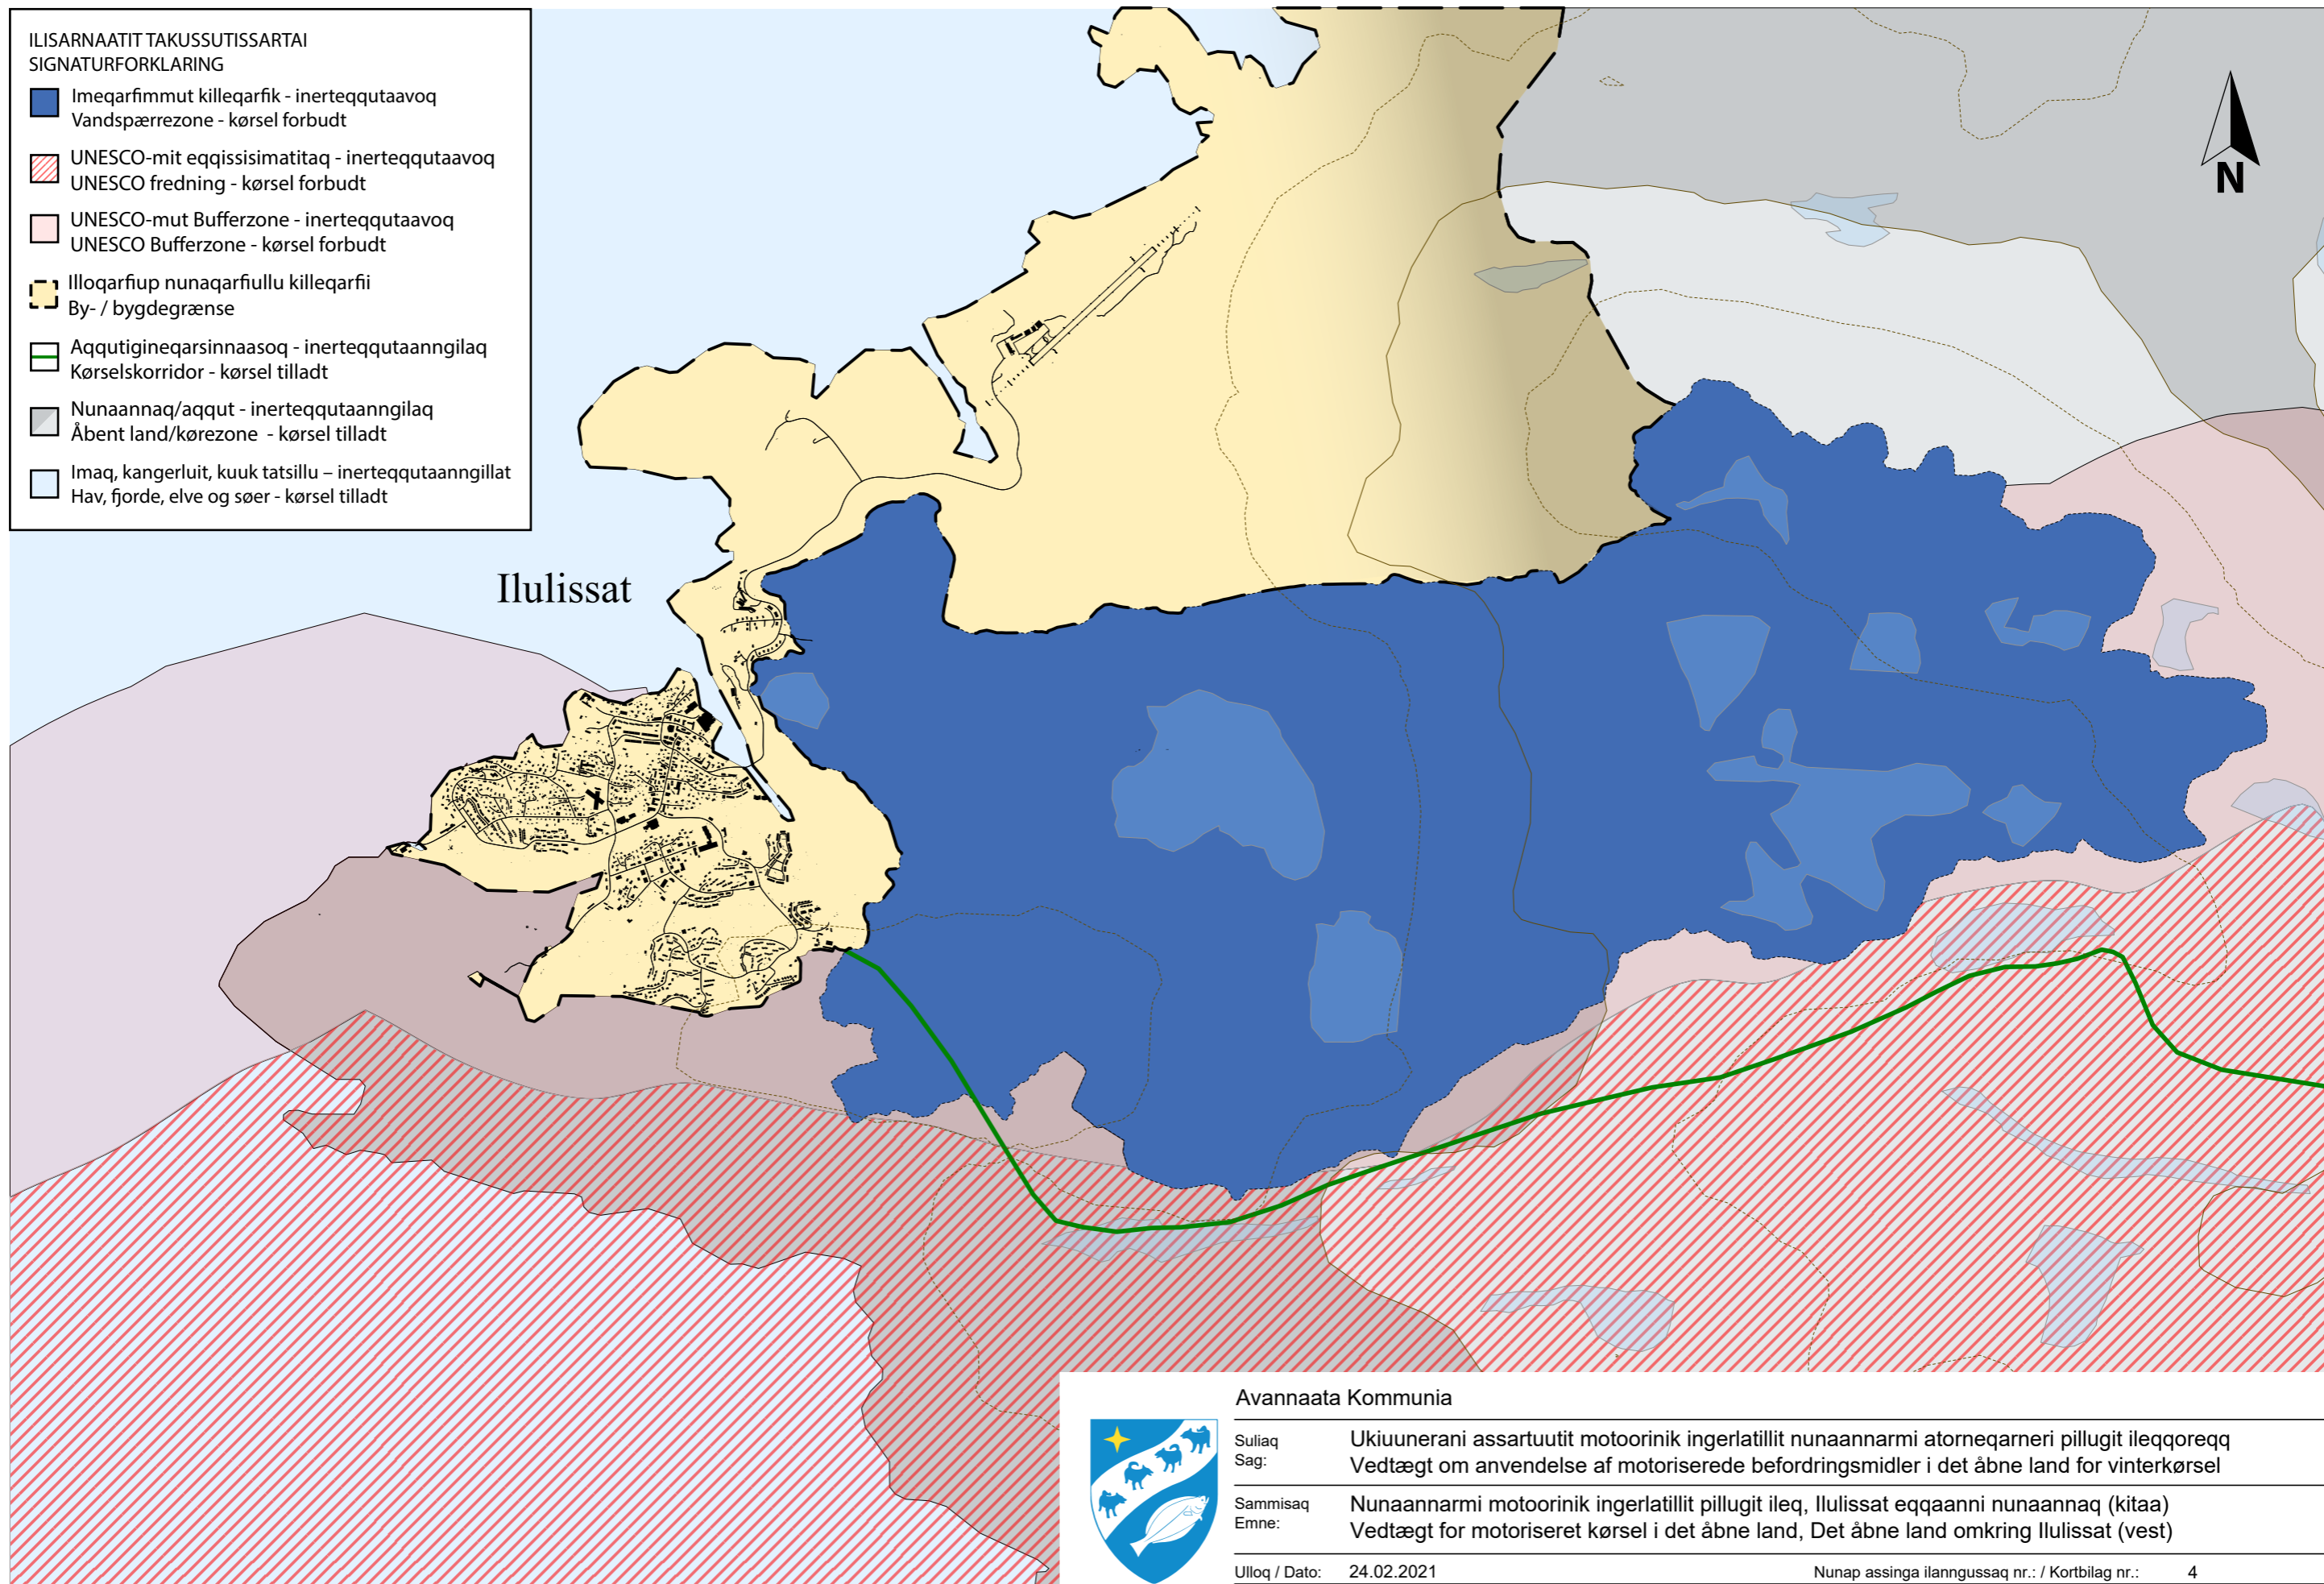 ILISARNAATIT TAKUSSUTISSARTAI
SIGNATURFORKLARING
Imeqarfimmut killeqarfik - inerteqqutaavoq
Vandspærrezone - kørsel forbudt
UNESCO-mit eqqissisimatitaq - inerteqqutaavoq
UNESCO fredning - kørsel forbudt
UNESCO-mut Bufferzone - inerteqqutaavoq
UNESCO Bufferzone - kørsel forbudt
Illoqarfiup nunaqarfiullu killeqarfii
By- / bygdegrænse
Aqqutigineqarsinnaasoq - inerteqqutaanngilaq
Kørselskorridor - kørsel tilladt
Nunaannaq/aqqut - inerteqqutaanngilaq
Åbent land/kørezone - kørsel tilladt
Imaq, kangerluit, kuuk tatsillu – inerteqqutaanngillat
Hav, fjorde, elve og søer - kørsel tilladt
N
Ilulissat
Avannaata Kommunia
Suliaq Ukiuunerani assartuutit motoorinik ingerlatillit nunaannarmi atorneqarneri pillugit ileqqoreqq
Sag: Vedtægt om anvendelse af motoriserede befordringsmidler i det åbne land for vinterkørsel
Sammisaq Nunaannarmi motoorinik ingerlatillit pillugit ileq, Ilulissat eqqaanni nunaannaq (kitaa)
Emne: Vedtægt for motoriseret kørsel i det åbne land, Det åbne land omkring Ilulissat (vest)
Ulloq / Dato: 24.02.2021 Nunap assinga ilanngussaq nr.: / Kortbilag nr.: 4